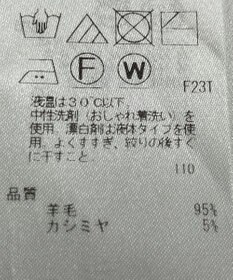 F
W
F23T
液温は30℃以下、
中性洗剤（おしゃれ着洗い）を
使用、漂白剤は液体タイプを使
用。よくすすぎ、絞りの後すぐ
に干すこと。
110
品質
羊毛 95%
カシミヤ 5%